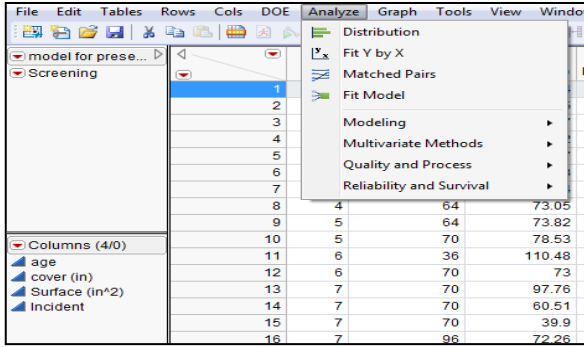 File Edit Tables Rows Cols DOE Analyze Graph Tools View Windo
Distribution
Fit Y by X
Matched Pairs
Fit Model
Modeling
Multivariate Methods
Quality and Process
Reliability and Survival
model for prese...
Screening
Columns (4/0)
age
cover (in)
Surface (in^2)
Incident
1
2
3
4
5
6
7
8 4 64 73.05
9 5 64 73.82
10 5 70 78.53
11 6 36 110.48
12 6 70 73
13 7 70 97.76
14 7 70 60.51
15 7 70 39.9
16 7 96 72.26